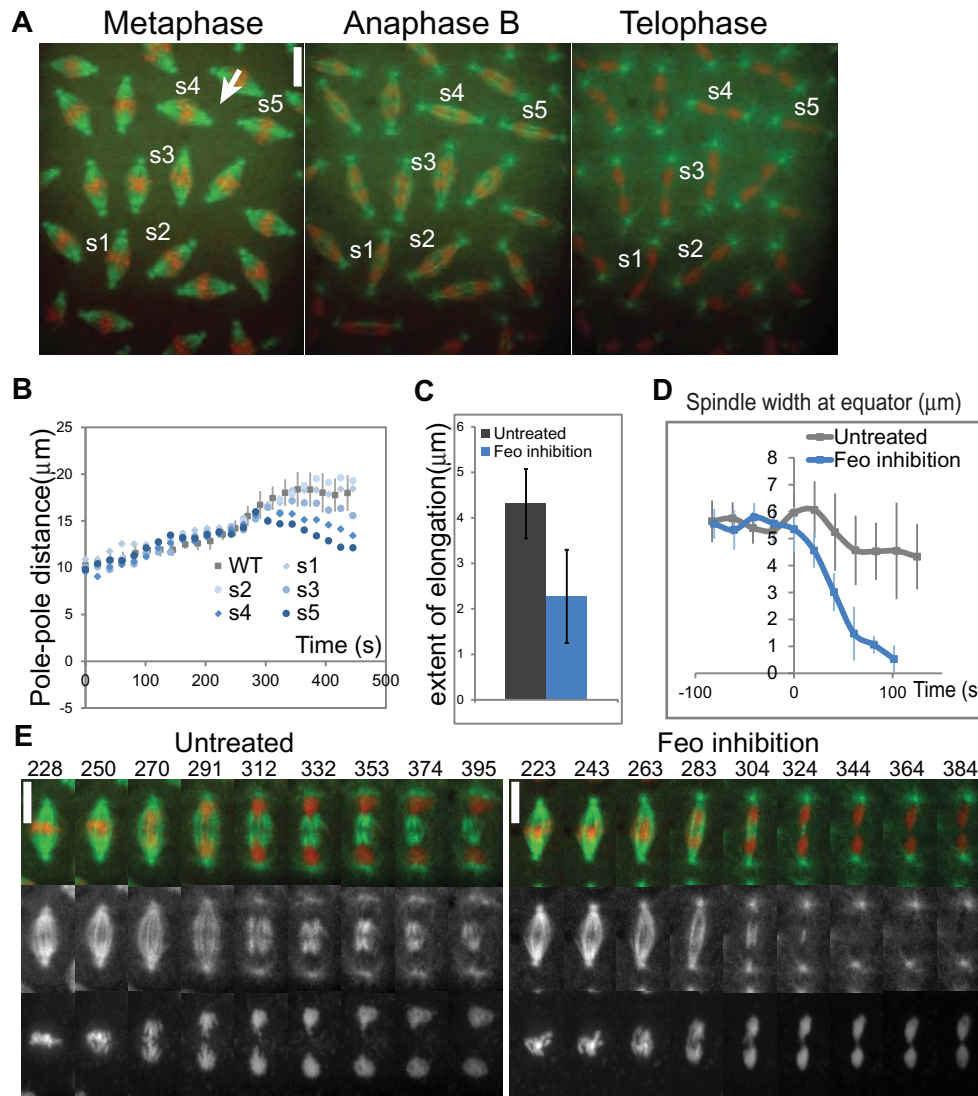 A
Metaphase Anaphase B Telophase
s4 s5 s3 s1 s2
s4 s5 s3 s1 s2
s4 s5 s3 s1 s2
B
Pole-pole distance(μm)
25
20
15
10
5
0
-5
0 100 200 300 400 500
WT s1
s2 s3
s4 s5
Time (s)
C
extent of elongation(μm)
6
5
4
3
2
1
0
Untreated
Feo inhibition
D
Spindle width at equator (μm)
Untreated
Feo inhibition
8
7
6
5
4
3
2
1
0
-100 0 100
Time (s
E
Untreated
228 250 270 291 312 332 353 374 395
Feo inhibition
223 243 263 283 304 324 344 364 384